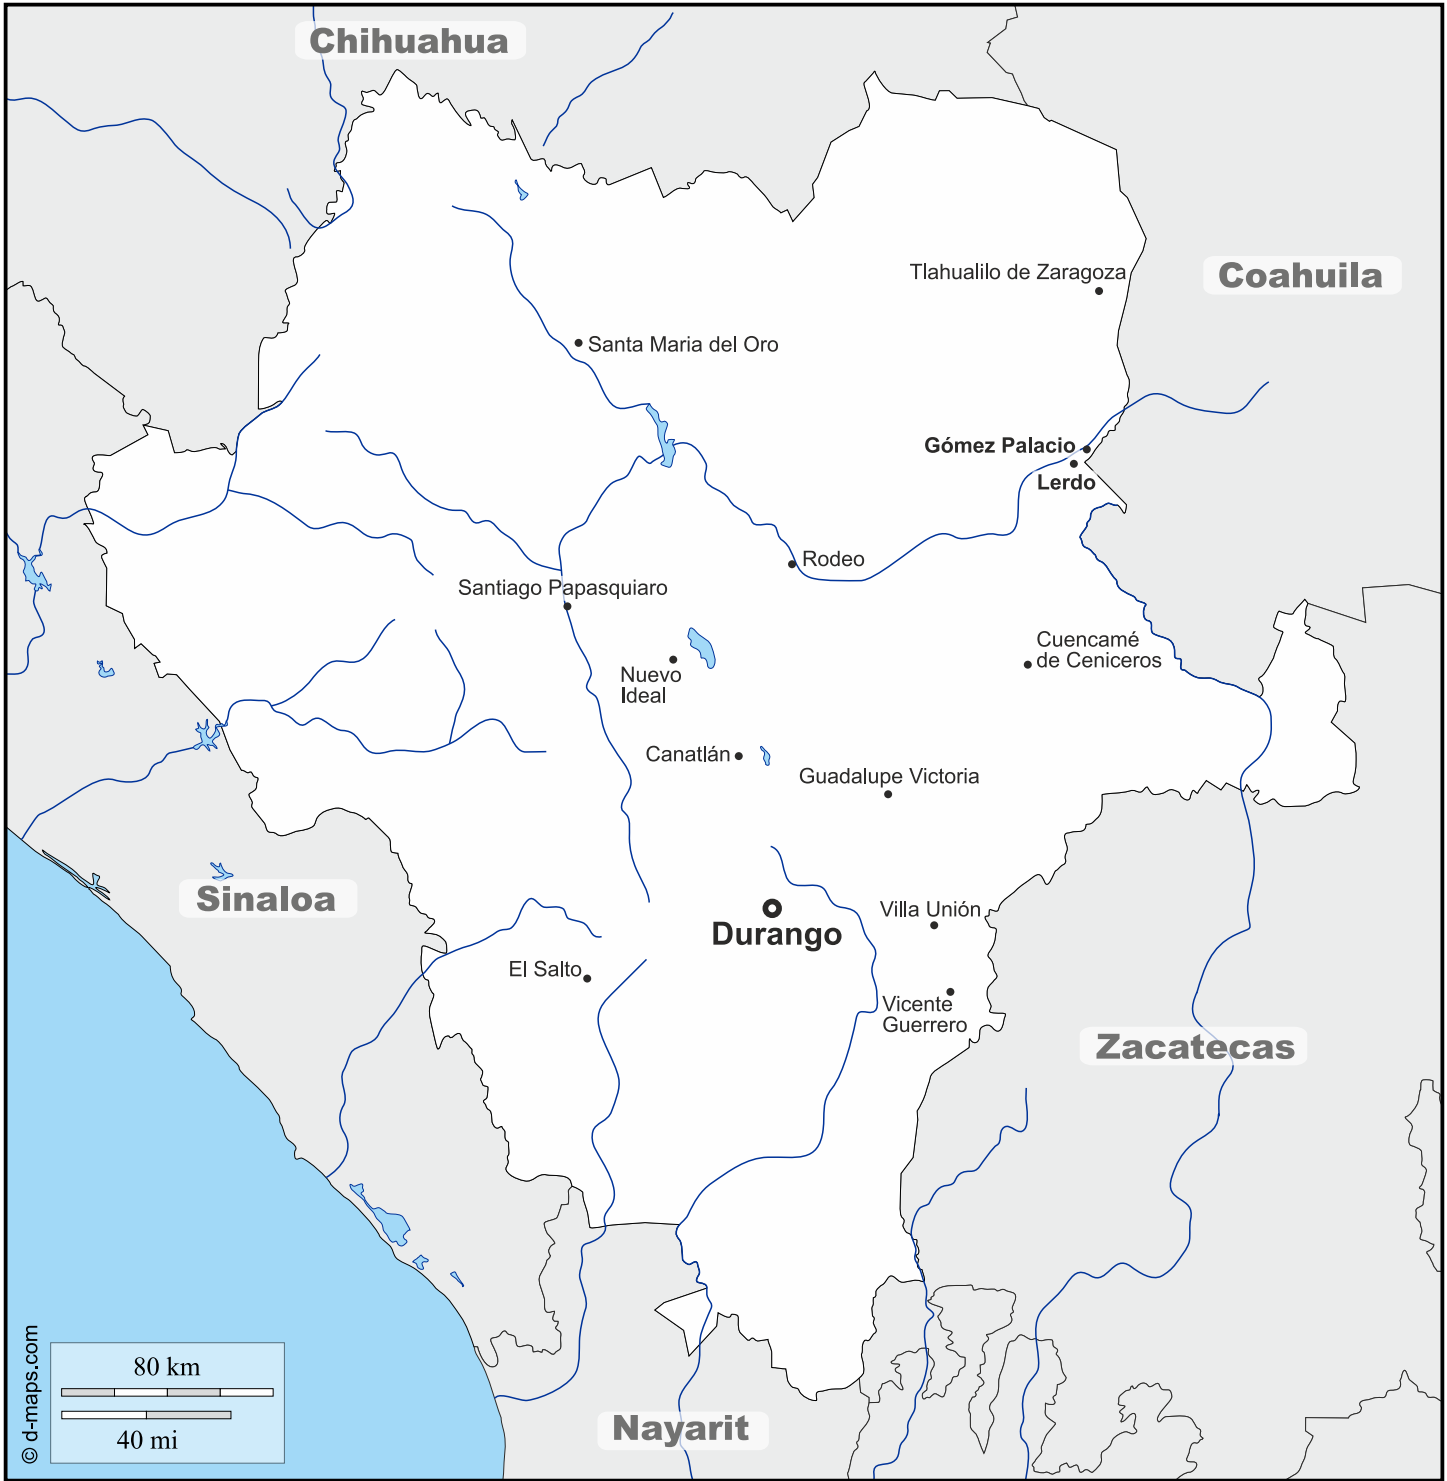 Chihuahua
Tlahualilo de Zaragoza
Coahuila
Santa Maria del Oro
Gómez Palacio
Lerdo
Rodeo
Santiago Papasquiaro
Cuencamé
de Ceniceros
Nuevo
Ideal
Canatlán
Guadalupe Victoria
Sinaloa
Villa Unión
Durango
El Salto
Vicente
Guerrero
Zacatecas
Nayarit
80 km
40 mi
© d-maps.com